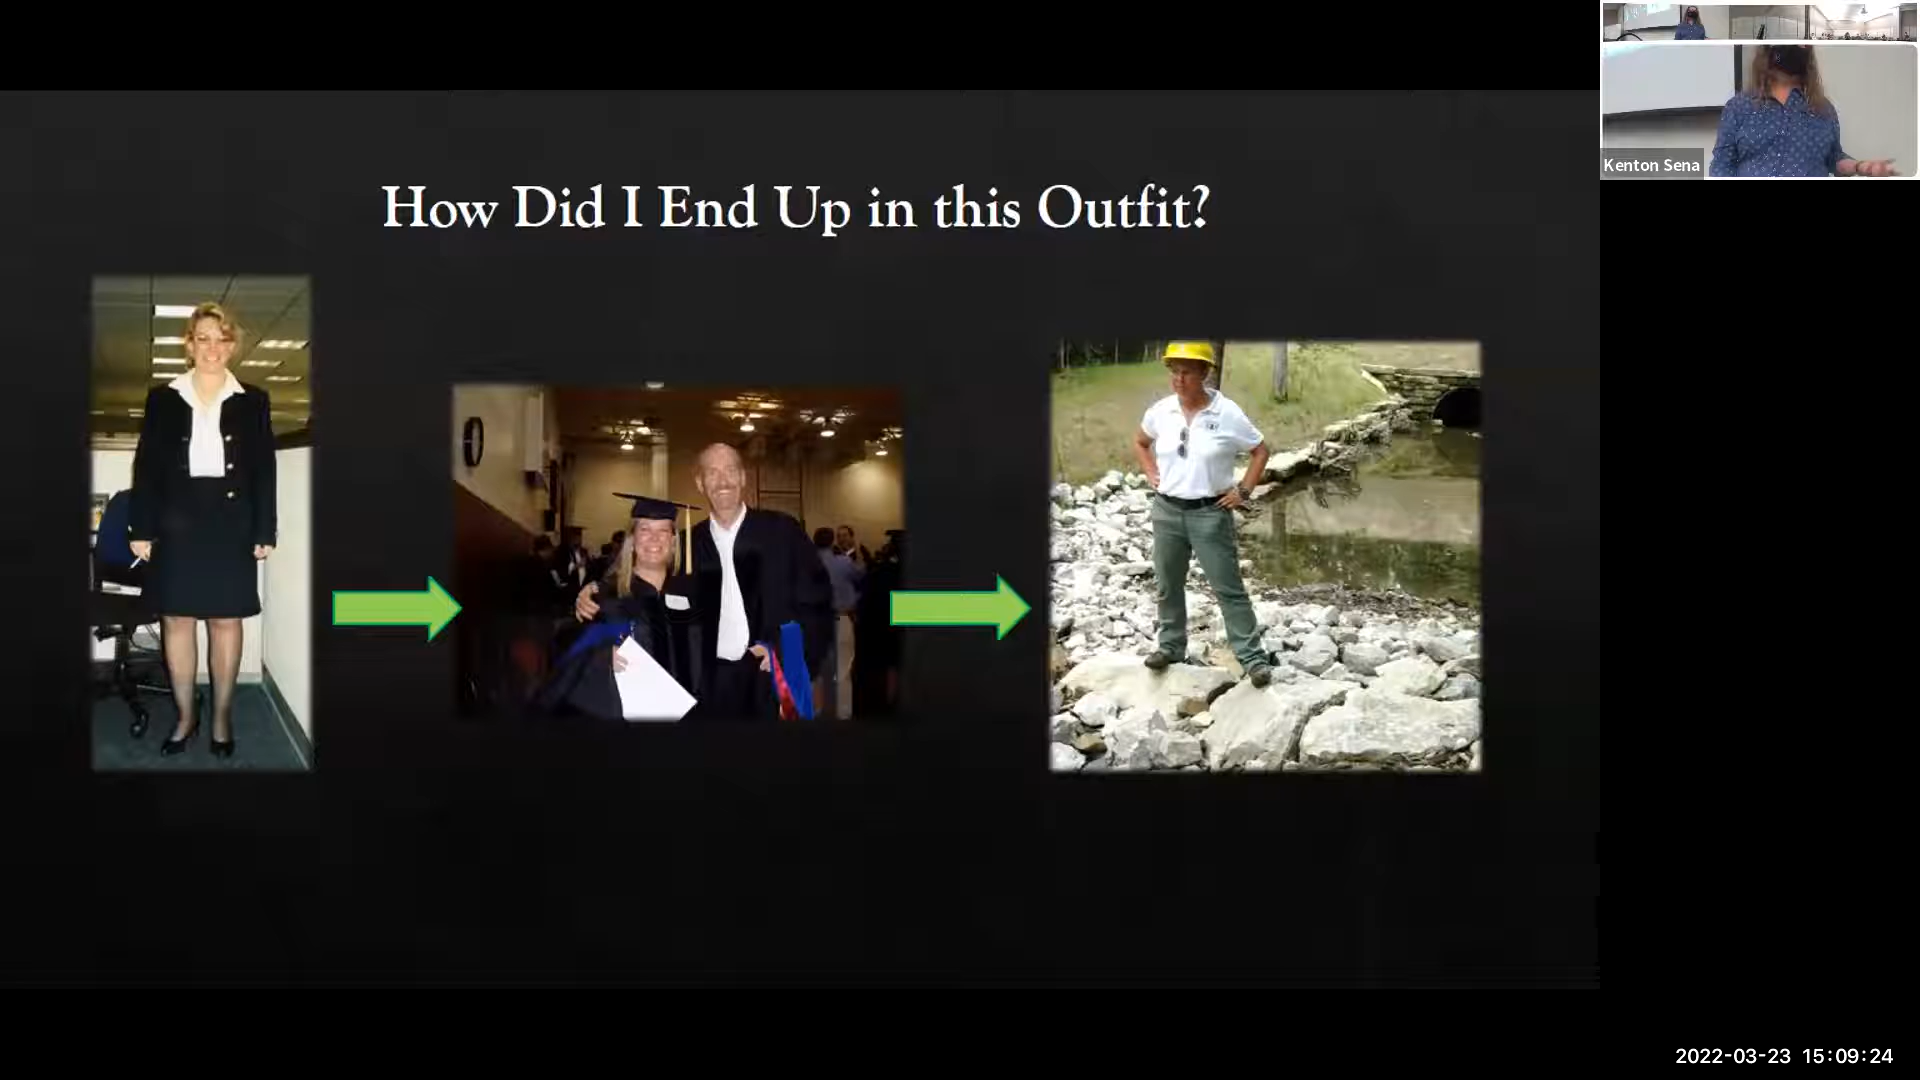 How Did I End Up in this Outfit?
Kenton Sena
2022-03-23 15:09:24